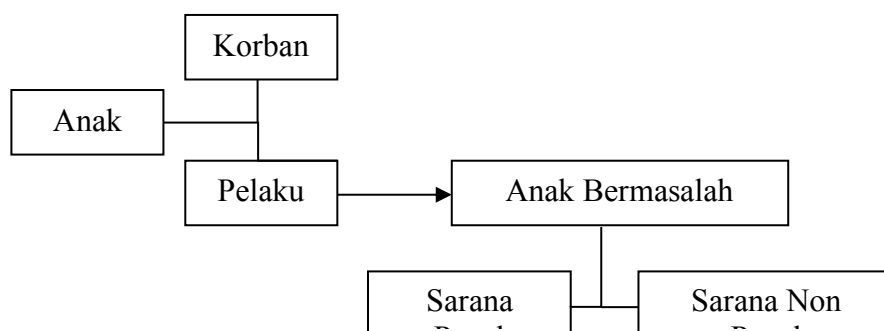 Korban
Anak
Pelaku
Anak Bermasalah
Sarana
Sarana Non